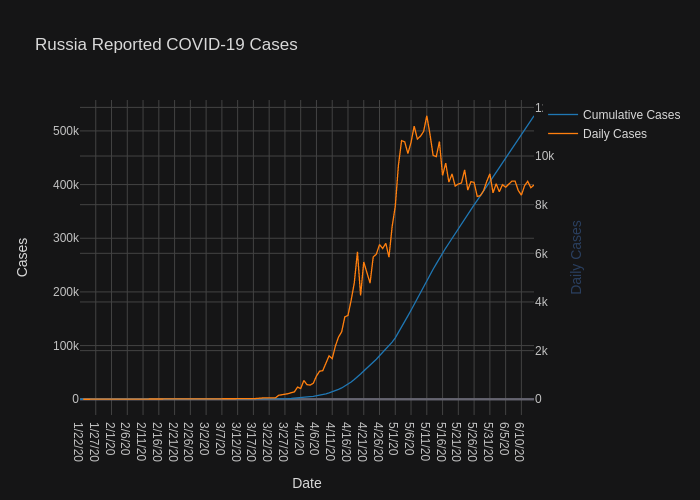 Russia Reported COVID-19 Cases
Cumulative Cases
Daily Cases
500k
400k
300k
200k
100k
0
Cases
10k
8k
6k
4k
2k
0
Daily Cases
1/22/20
1/27/20
2/1/20
2/6/20
2/11/20
2/16/20
2/21/20
2/26/20
3/2/20
3/7/20
3/12/20
3/17/20
3/22/20
3/27/20
4/1/20
4/6/20
4/11/20
4/16/20
4/21/20
4/26/20
5/1/20
5/6/20
5/11/20
5/16/20
5/21/20
5/26/20
5/31/20
6/5/20
6/10/20
Date